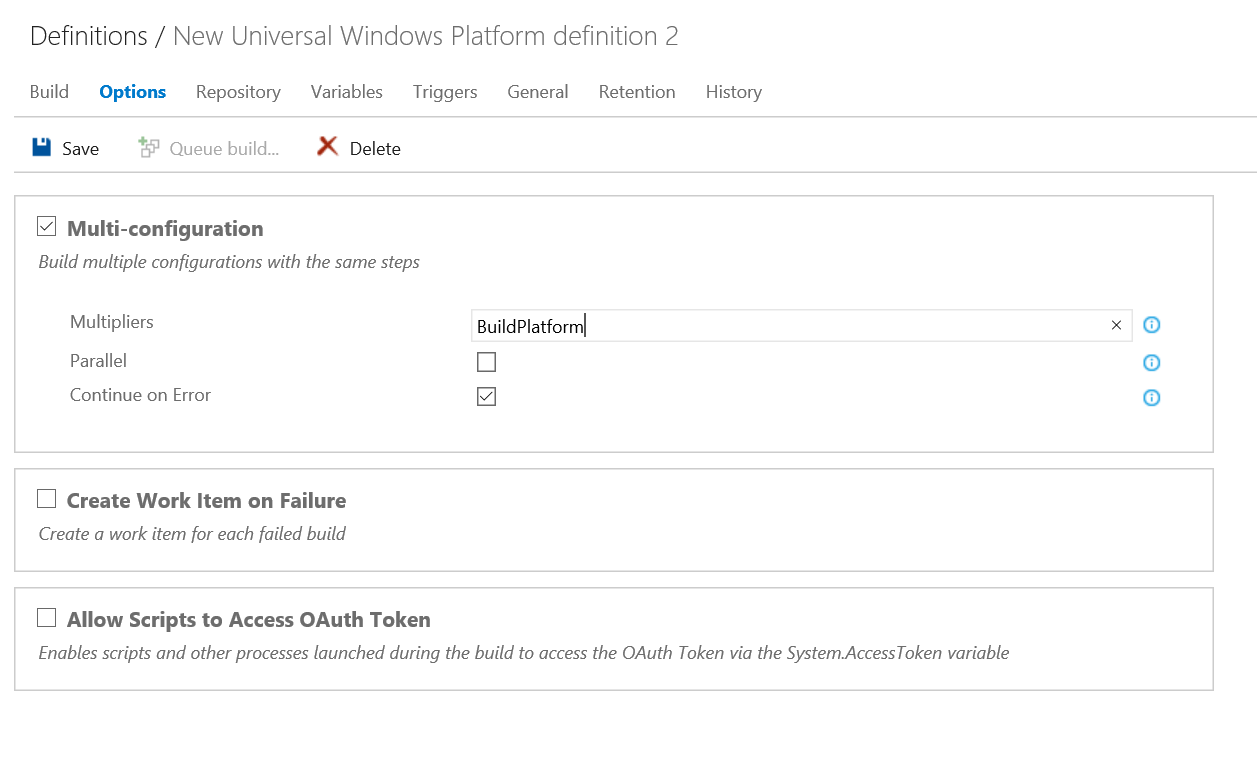 Definitions / New Universal Windows Platform definition 2
Build Options Repository Variables Triggers General Retention History
Save Queue build... Delete
Multi-configuration
Build multiple configurations with the same steps
Multipliers BuildPlatform
Parallel
Continue on Error
Create Work Item on Failure
Create a work item for each failed build
Allow Scripts to Access OAuth Token
Enables scripts and other processes launched during the build to access the OAuth Token via the System.AccessToken variable